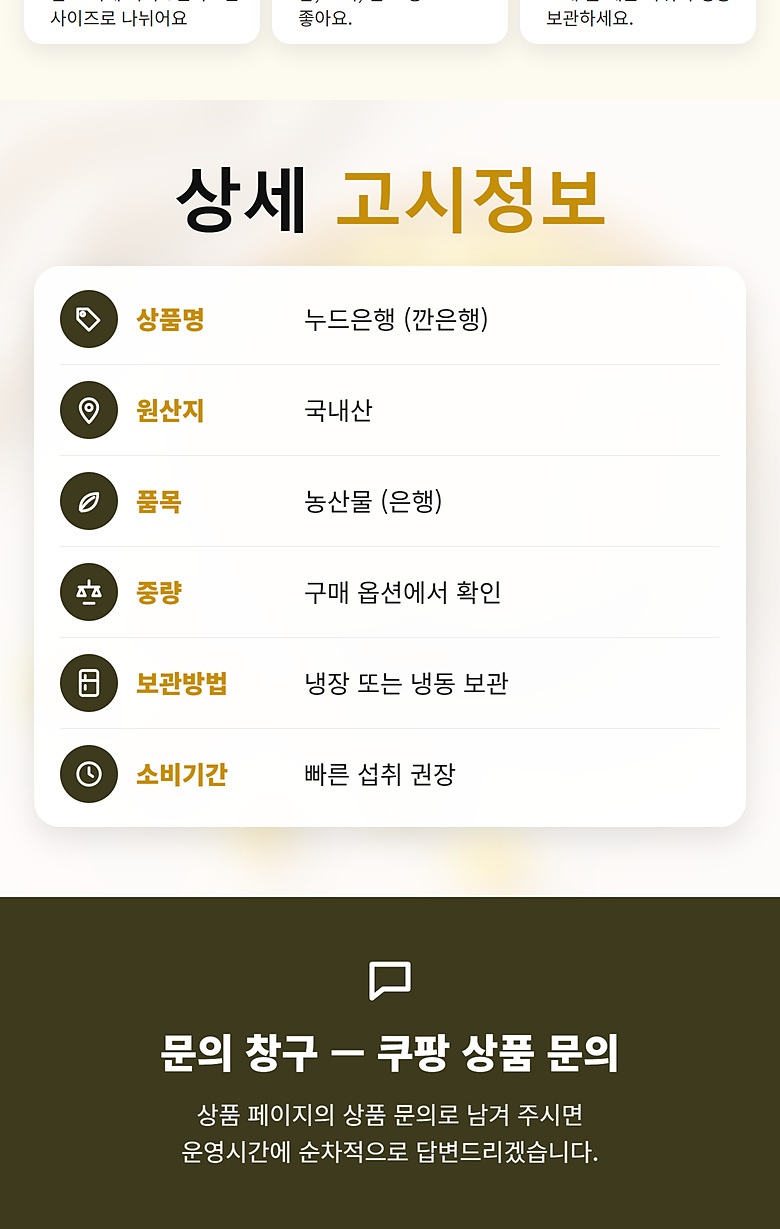 사이즈로 나뉘어요
좋아요.
보관하세요.
상세 고시정보
상품명 누드은행 (깐은행)
원산지 국내산
품목 농산물 (은행)
중량 구매 옵션에서 확인
보관방법 냉장 또는 냉동 보관
소비기간 빠른 섭취 권장
문의 창구 — 쿠팡 상품 문의
상품 페이지의 상품 문의로 남겨 주시면
운영시간에 순차적으로 답변드리겠습니다.